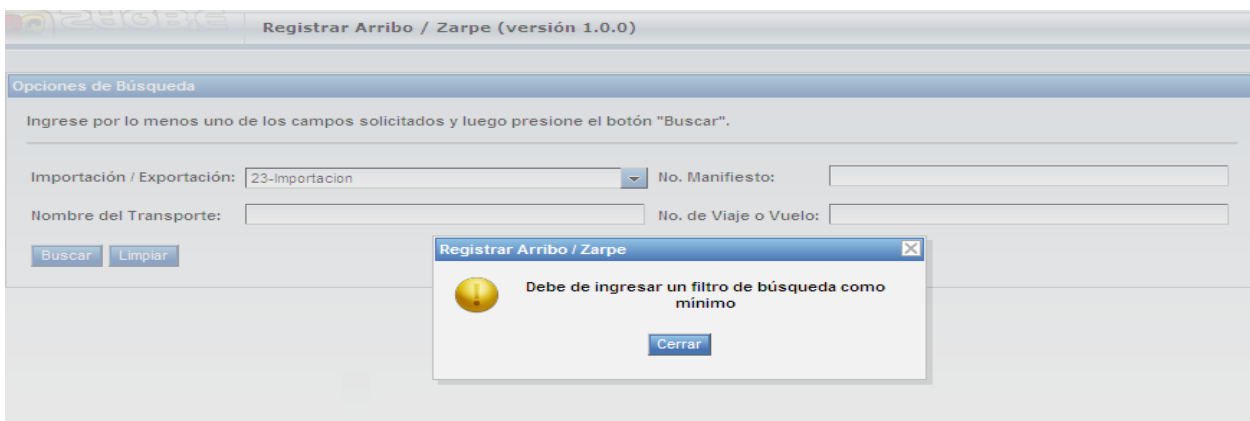 Registrar Arribo / Zarpe (versión 1.0.0)
Opciones de Búsqueda
Ingrese por lo menos uno de los campos solicitados y luego presione el botón "Buscar".
Importación / Exportación: 23-Importacion No. Manifiesto:
Nombre del Transporte: No. de Viaje o Vuelo:
Buscar Limpiar
Registrar Arribo / Zarpe
Debe de ingresar un filtro de búsqueda como
mínimo
Cerrar